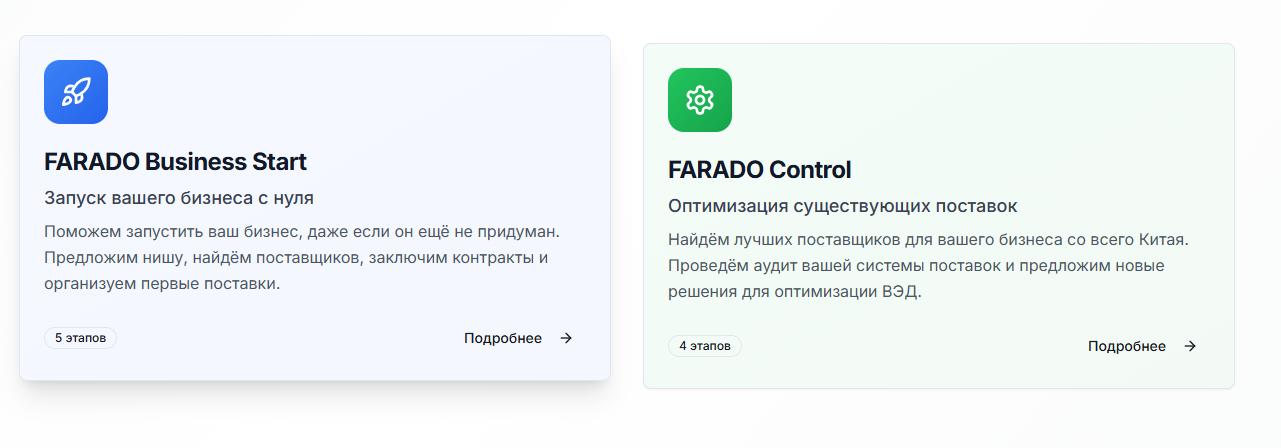 FARADO Business Start
Запуск вашего бизнеса с нуля
Поможем запустить ваш бизнес, даже если он ещё не придуман.
Предложим нишу, найдём поставщиков, заключим контракты и
организуем первые поставки.
5 этапов
Подробнее
FARADO Control
Оптимизация существующих поставок
Найдём лучших поставщиков для вашего бизнеса со всего Китая.
Проведём аудит вашей системы поставок и предложим новые
решения для оптимизации ВЭД.
4 этапов
Подробнее